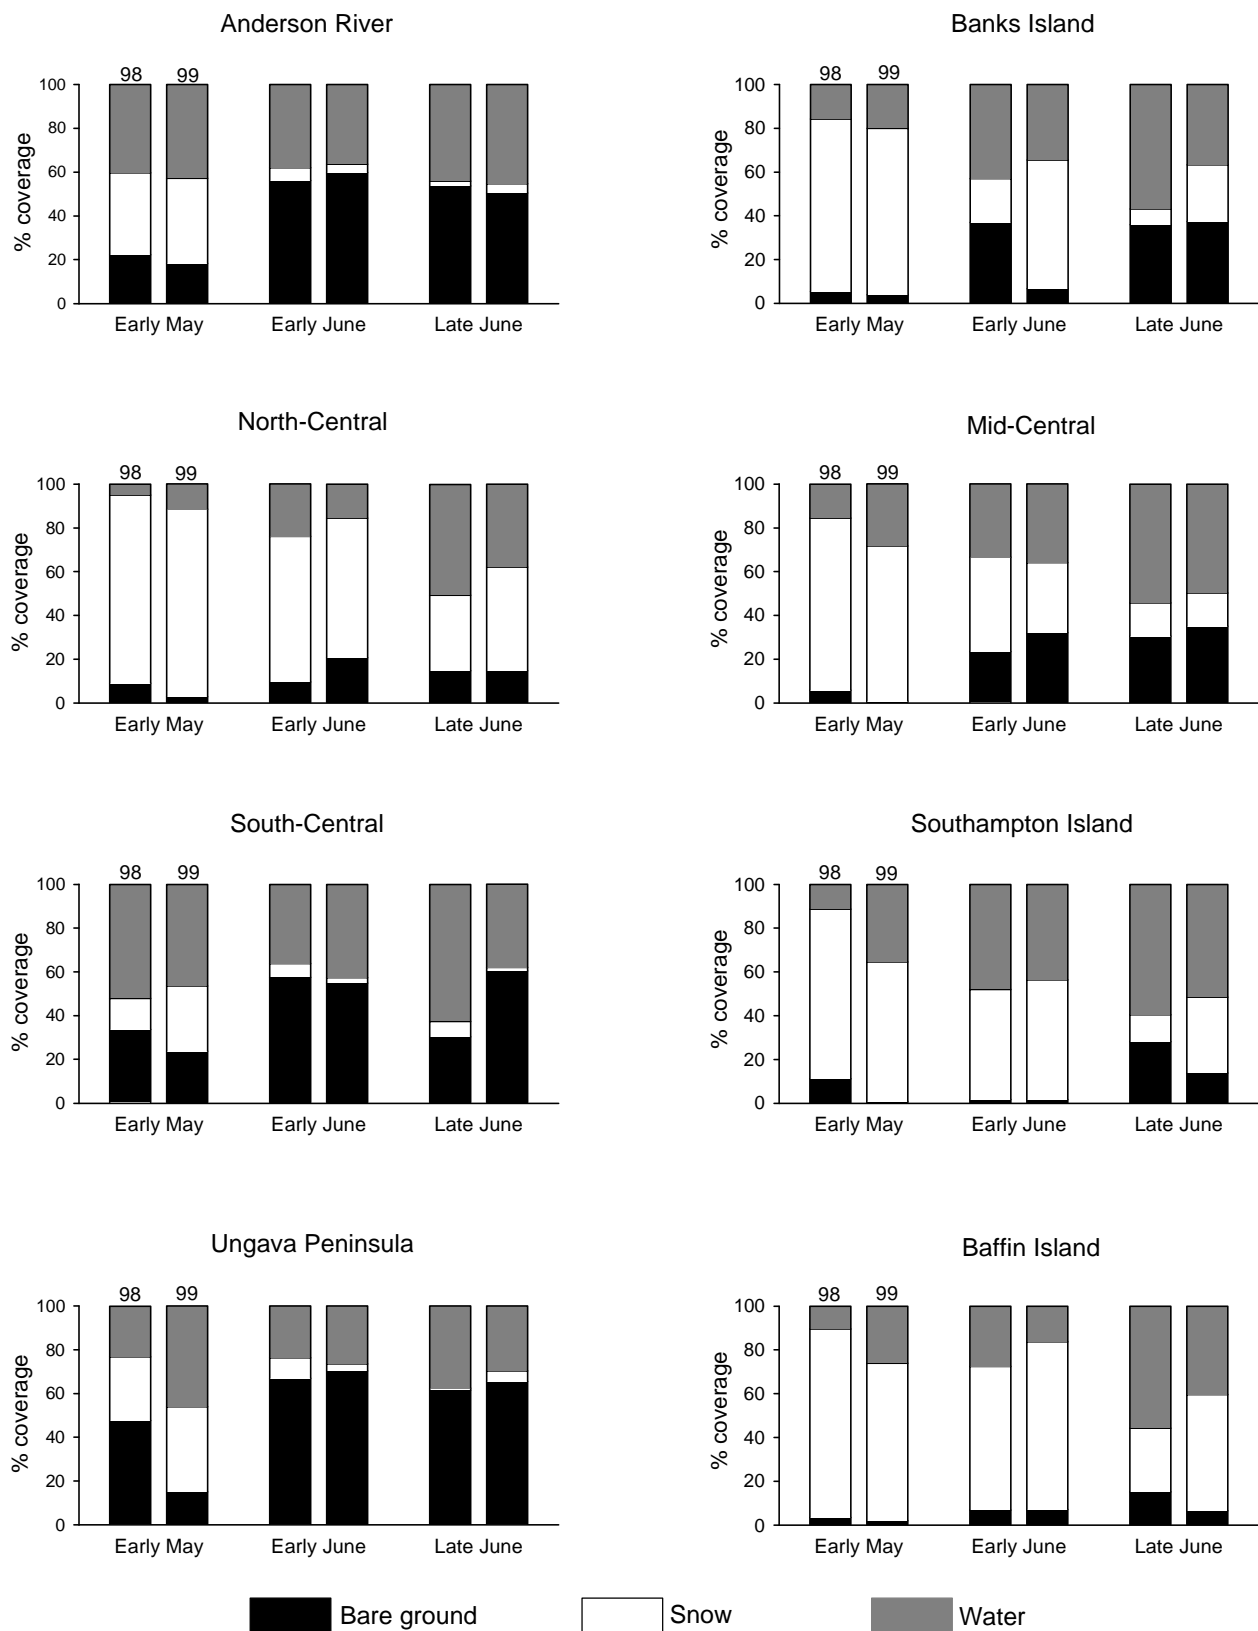 Anderson River
Banks Island
98 99
98 99
100
80
60
40
20
0
% coverage
100
80
60
40
20
0
% coverage
Early May Early June Late June
Early May Early June Late June
North-Central
Mid-Central
98 99
98 99
100
80
60
40
20
0
% coverage
100
80
60
40
20
0
% coverage
Early May Early June Late June
Early May Early June Late June
South-Central
Southampton Island
98 99
98 99
100
80
60
40
20
0
% coverage
100
80
60
40
20
0
% coverage
Early May Early June Late June
Early May Early June Late June
Ungava Peninsula
Baffin Island
98 99
98 99
100
80
60
40
20
0
% coverage
100
80
60
40
20
0
% coverage
Early May Early June Late June
Early May Early June Late June
Bare ground Snow Water